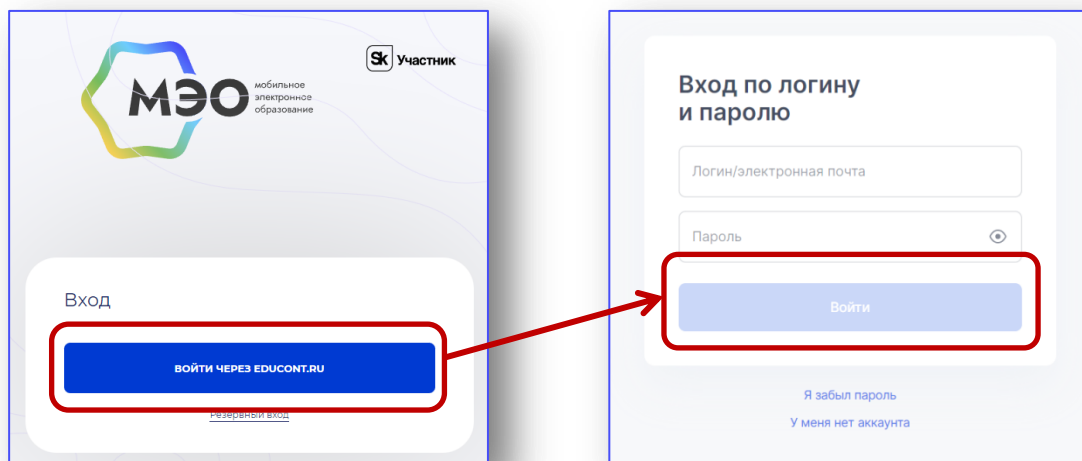 МЭО
мобильное
электронное
образование
Sk Участник
Вход
ВОЙТИ ЧЕРЕЗ EDUCONT.RU
Резервный вход
Вход по логину
и паролю
Логин/электронная почта
Пароль
Войти
Я забыл пароль
У меня нет аккаунта